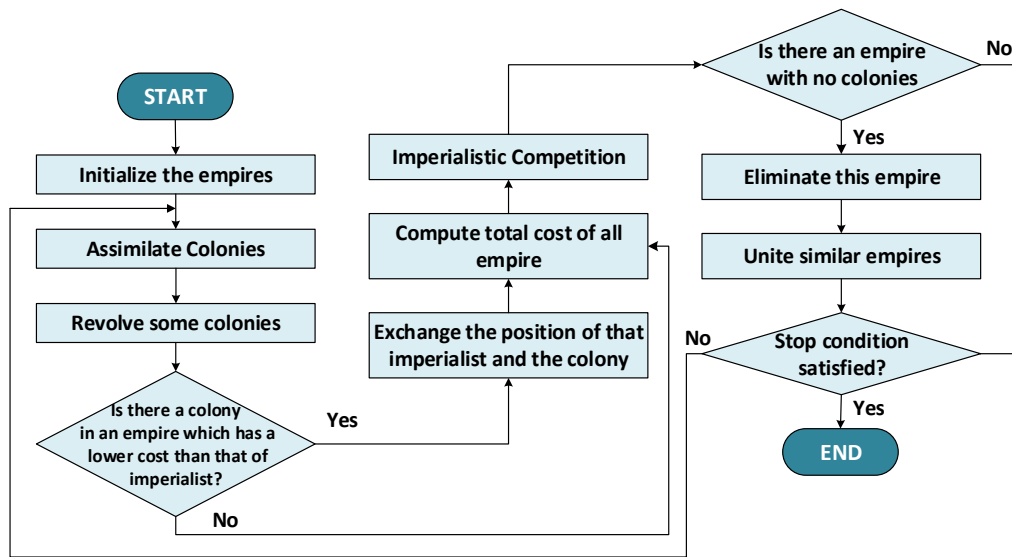 START
Initialize the empires
Assimilate Colonies
Revolve some colonies
Is there a colony
in an empire which has a
lower cost than that of
imperialist?
Yes
No
Exchange the position of that
imperialist and the colony
Compute total cost of all
empire
Imperialistic Competition
Is there an empire
with no colonies
No
Yes
Eliminate this empire
Unite similar empires
Stop condition
satisfied?
No
Yes
END